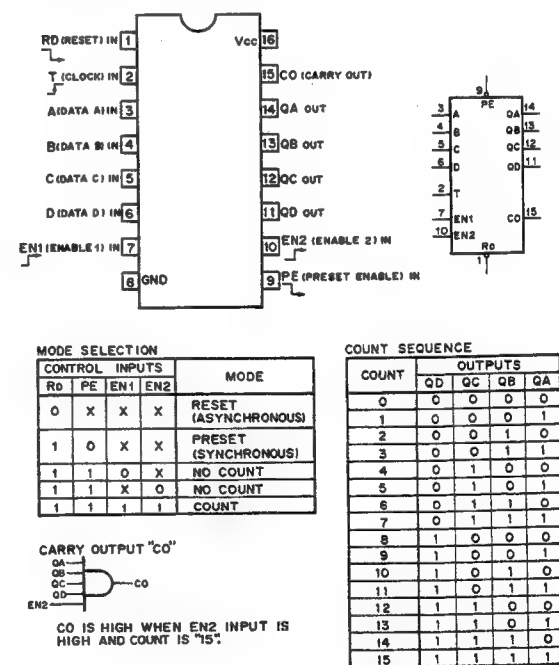 RD (RESET) IN 1
T (CLOCK) IN 2
A(DATA A)IN 3
B(DATA B) IN 4
C(DATA C) IN 5
D(DATA D) IN 6
EN1 (ENABLE 1) IN 7
8 GND
Vcc 16
15 CO (CARRY OUT)
14 QA OUT
13 QB OUT
12 QC OUT
11 QD OUT
10 EN2 (ENABLE 2) IN
9 PE (PRESET ENABLE) IN
9
PE
3 A QA 14
4 B QB 13
5 C QC 12
6 D QD 11
2 T
7 EN1 CO 15
10 EN2
RD
1
MODE SELECTION
CONTROL INPUTS MODE
RD PE EN1 EN2
0 X X X RESET
(ASYNCHRONOUS)
1 0 X X PRESET
(SYNCHRONOUS)
1 1 0 X NO COUNT
1 1 X 0 NO COUNT
1 1 1 1 COUNT
CARRY OUTPUT "CO"
QA
QB
QC
QD
EN2
CO
CO IS HIGH WHEN EN2 INPUT IS
HIGH AND COUNT IS "15".
COUNT SEQUENCE
COUNT OUTPUTS
QD QC QB QA
0 0 0 0 0
1 0 0 0 1
2 0 0 1 0
3 0 0 1 1
4 0 1 0 0
5 0 1 0 1
6 0 1 1 0
7 0 1 1 1
8 1 0 0 0
9 1 0 0 1
10 1 0 1 0
11 1 0 1 1
12 1 1 0 0
13 1 1 0 1
14 1 1 1 0
15 1 1 1 1